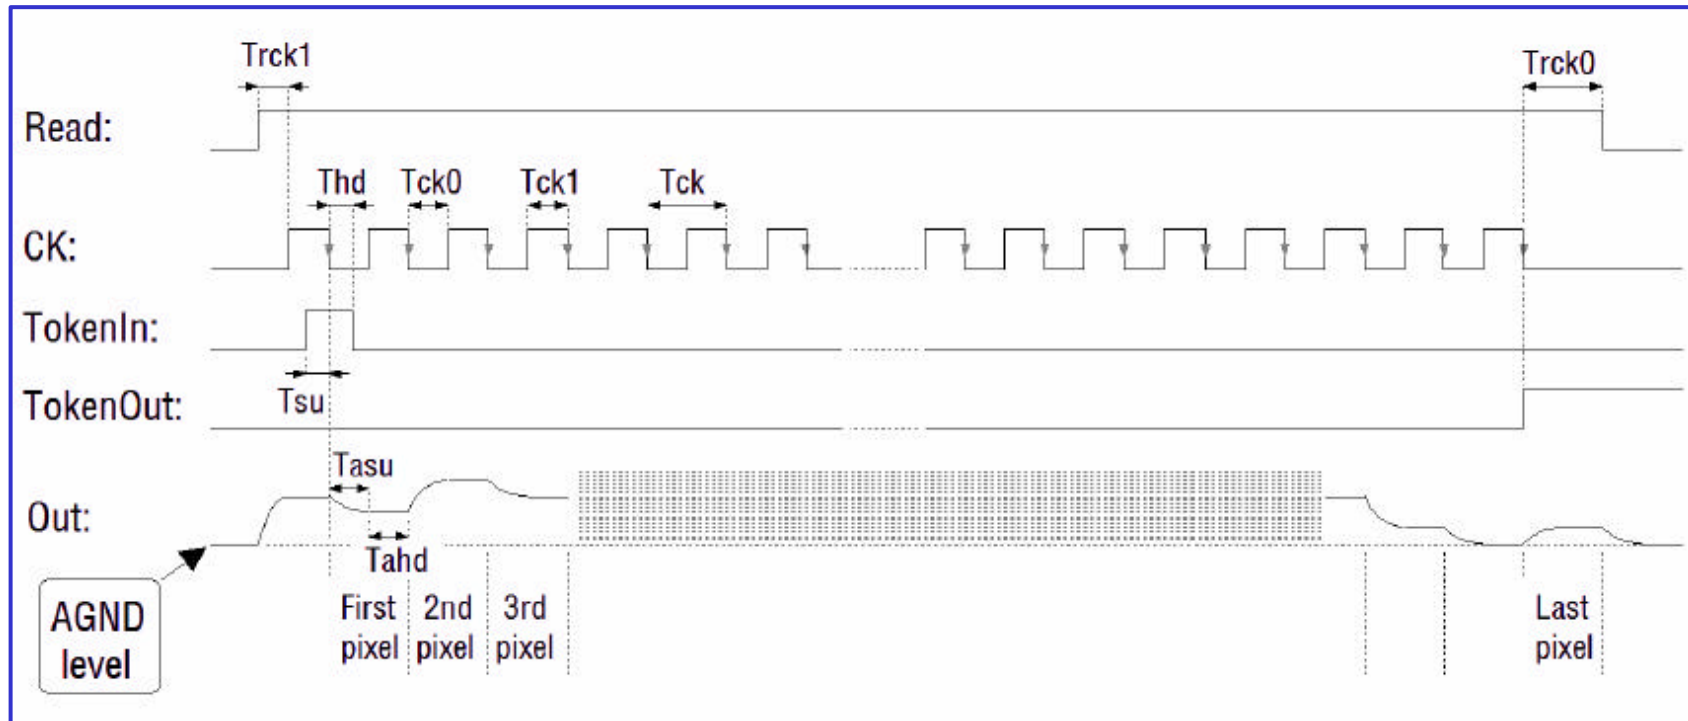 Trck1
Trck0
Read:
Thd Tck0 Tck1 Tck
CK:
TokenIn:
Tsu
TokenOut:
Tasu
Out:
Tahd
AGND
level
First
pixel
2nd
pixel
3rd
pixel
Last
pixel